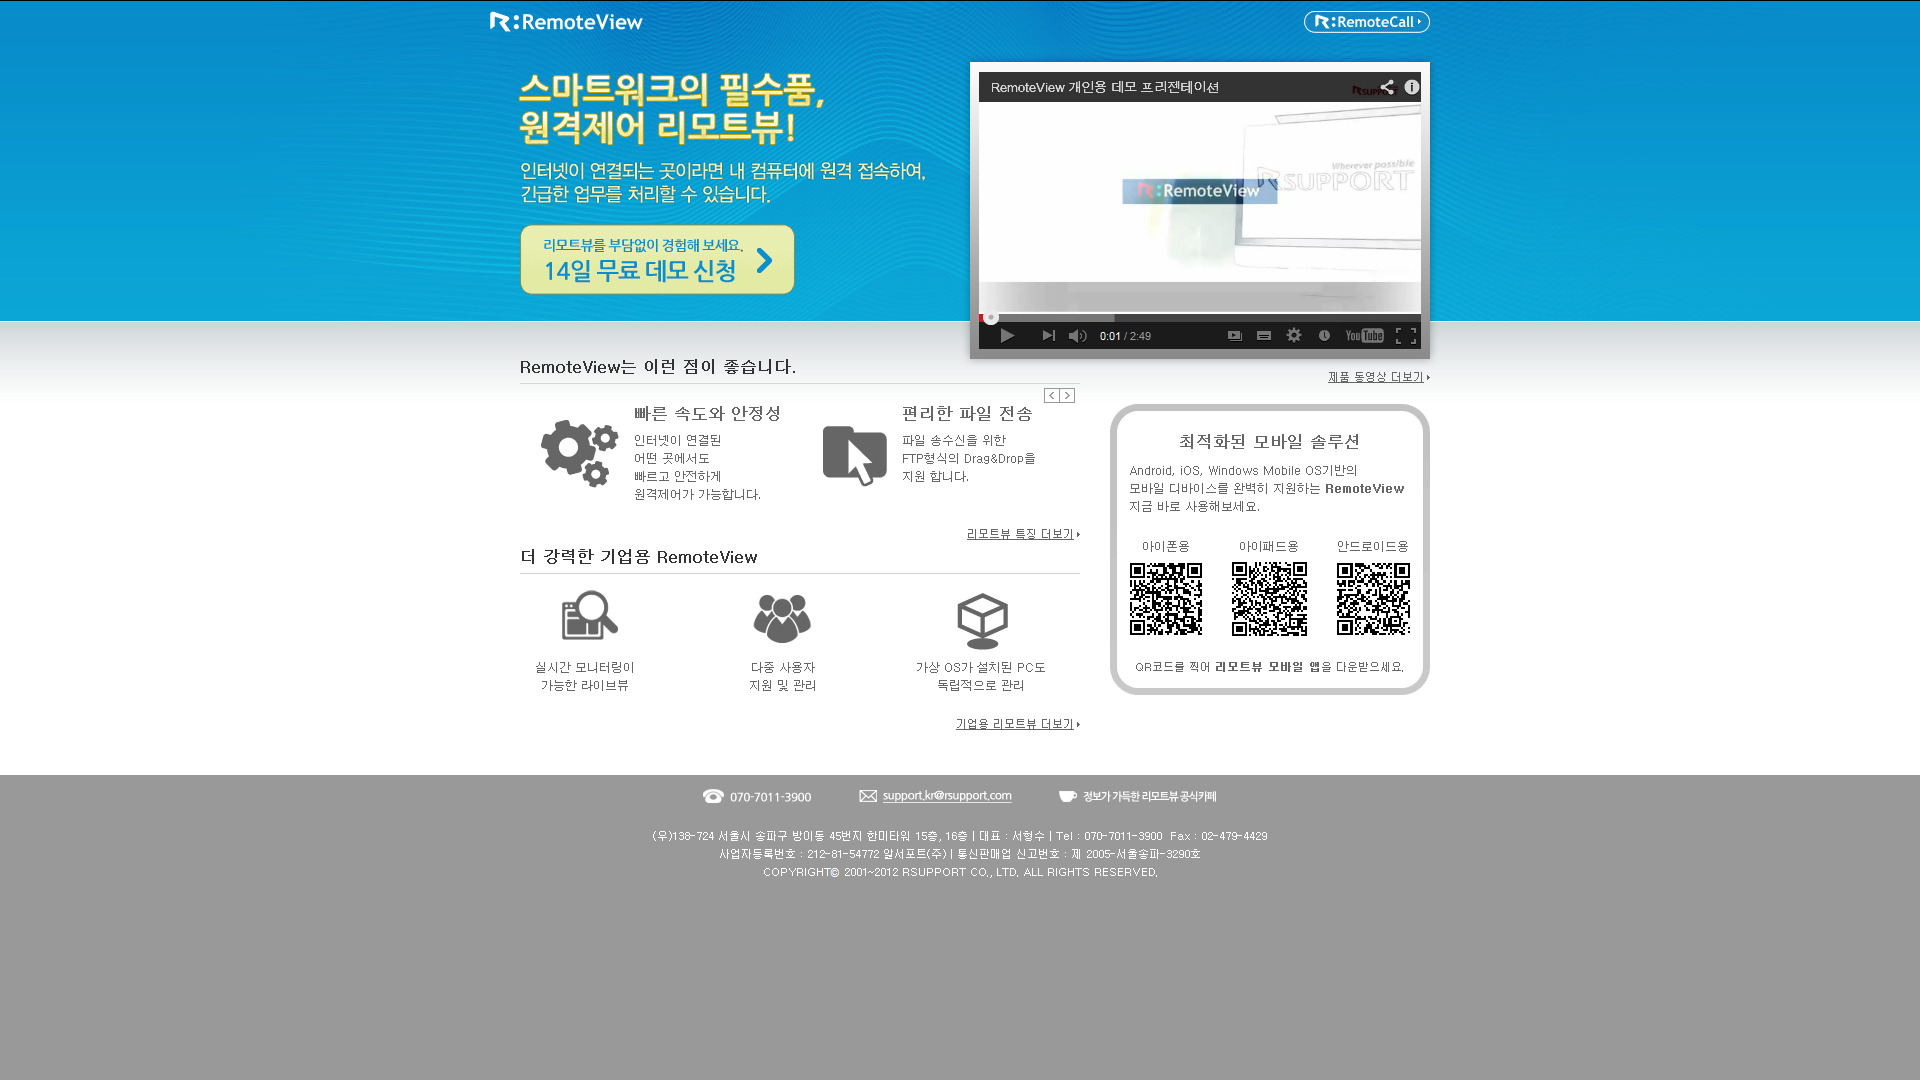 R:RemoteView
R:RemoteCall
스마트워크의 필수품,
원격제어 리모트뷰!
인터넷이 연결되는 곳이라면 내 컴퓨터에 원격 접속하여,
긴급한 업무를 처리할 수 있습니다.
리모트뷰를 부담없이 경험해 보세요.
14일 무료 데모 신청
RemoteView 개인용 데모 프리젠테이션
Wherever possible
RSUPPORT
R:RemoteView
0:01 / 2:49
YouTube
제품 동영상 더보기
RemoteView는 이런 점이 좋습니다.
빠른 속도와 안정성
인터넷이 연결된
어떤 곳에서도
빠르고 안전하게
원격제어가 가능합니다.
편리한 파일 전송
파일 송수신을 위한
FTP형식의 Drag&Drop을
지원 합니다.
리모트뷰 특징 더보기
더 강력한 기업용 RemoteView
실시간 모니터링이
가능한 라이브뷰
다중 사용자
지원 및 관리
가상 OS가 설치된 PC도
독립적으로 관리
기업용 리모트뷰 더보기
최적화된 모바일 솔루션
Android, iOS, Windows Mobile OS기반의
모바일 디바이스를 완벽히 지원하는 RemoteView
지금 바로 사용해보세요.
아이폰용 아이패드용 안드로이드용
QR코드를 찍어 리모트뷰 모바일 앱을 다운받으세요.
070-7011-3900 support.kr@rsupport.com 정보가 가득한 리모트뷰 공식카페
(우)138-724 서울시 송파구 방이동 45번지 한미타워 15층, 16층 | 대표 : 서형수 | Tel : 070-7011-3900 Fax : 02-479-4429
사업자등록번호 : 212-81-54772 알서포트(주) | 통신판매업 신고번호 : 제 2005-서울송파-3290호
COPYRIGHT© 2001~2012 RSUPPORT CO., LTD. ALL RIGHTS RESERVED.